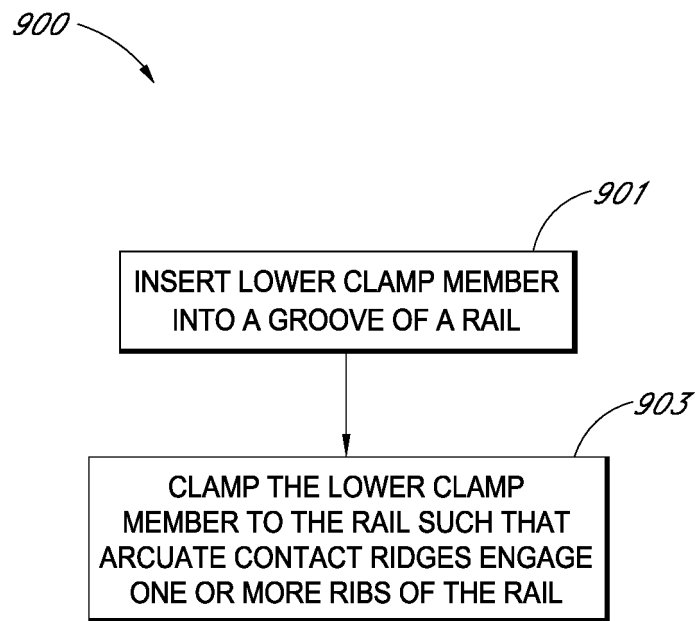 900
901
INSERT LOWER CLAMP MEMBER
INTO A GROOVE OF A RAIL
903
CLAMP THE LOWER CLAMP
MEMBER TO THE RAIL SUCH THAT
ARCUATE CONTACT RIDGES ENGAGE
ONE OR MORE RIBS OF THE RAIL